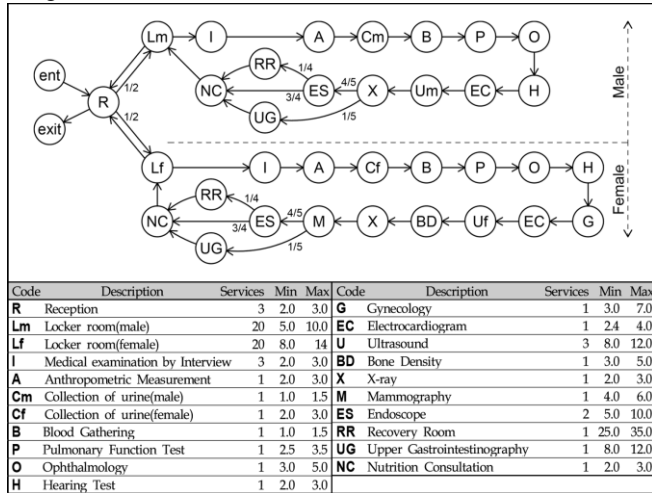 Lm I A Cm B P O
ent RR 1/4
1/2 NC ES 4/5 X Um EC H
R 3/4
exit 1/2 UG 1/5
Male
Lf I A Cf B P O H
Female
RR 1/4
NC ES 4/5 M X BD Uf EC G
3/4
UG 1/5
Code Description Services Min Max Code Description Services Min Max
R Reception 3 2.0 3.0 G Gynecology 1 3.0 7.0
Lm Locker room(male) 20 5.0 10.0 EC Electrocardiogram 1 2.4 4.0
Lf Locker room(female) 20 8.0 14 U Ultrasound 3 8.0 12.0
I Medical examination by Interview 3 2.0 3.0 BD Bone Density 1 3.0 5.0
A Anthropometric Measurement 1 2.0 3.0 X X-ray 1 2.0 3.0
Cm Collection of urine(male) 1 1.0 1.5 M Mammography 1 4.0 6.0
Cf Collection of urine(female) 1 2.0 3.0 ES Endoscope 2 5.0 10.0
B Blood Gathering 1 1.0 1.5 RR Recovery Room 1 25.0 35.0
P Pulmonary Function Test 1 2.5 3.5 UG Upper Gastrointestinography 1 8.0 12.0
O Ophthalmology 1 3.0 5.0 NC Nutrition Consultation 1 2.0 3.0
H Hearing Test 1 2.0 3.0